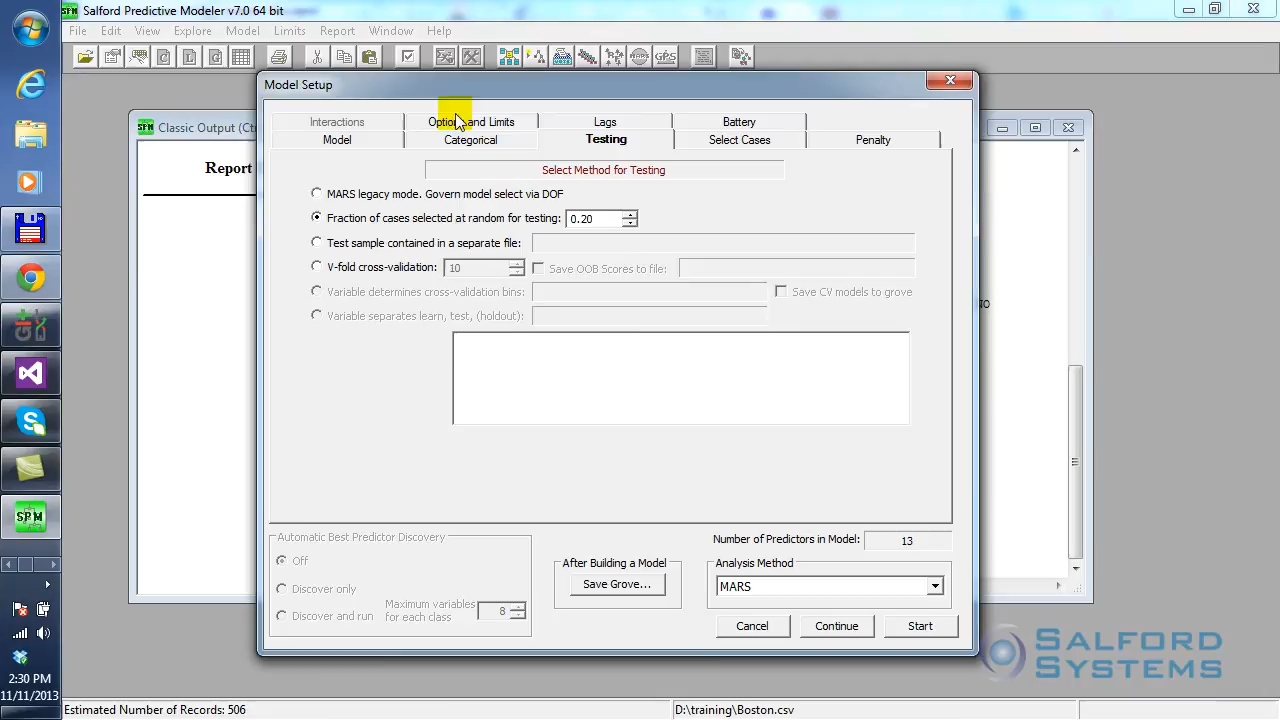 Salford Predictive Modeler v7.0 64 bit
File Edit View Explore Model Limits Report Window Help
Model Setup
Classic Output (Ct
Interactions Options and Limits Lags Battery
Model Categorical Testing Select Cases Penalty
Report
Select Method for Testing
MARS legacy mode. Govern model select via DOF
Fraction of cases selected at random for testing: 0.20
Test sample contained in a separate file:
V-fold cross-validation: 10 Save OOB Scores to file:
Variable determines cross-validation bins: Save CV models to grove
Variable separates learn, test, (holdout):
Automatic Best Predictor Discovery
Off
Discover only
Discover and run Maximum variables for each class 8
After Building a Model
Save Grove...
Number of Predictors in Model: 13
Analysis Method
MARS
Cancel Continue Start
SALFORD
SYSTEMS
SPM
2:30 PM
11/11/2013
Estimated Number of Records: 506 D:\training\Boston.csv